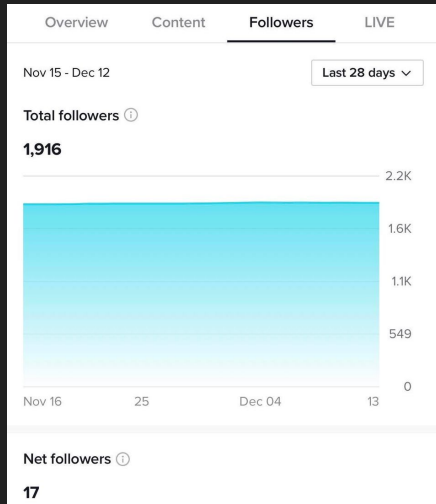 Overview Content Followers LIVE
Nov 15 - Dec 12 Last 28 days
Total followers
1,916
2.2K
1.6K
1.1K
549
0
Nov 16 25 Dec 04 13
Net followers
17